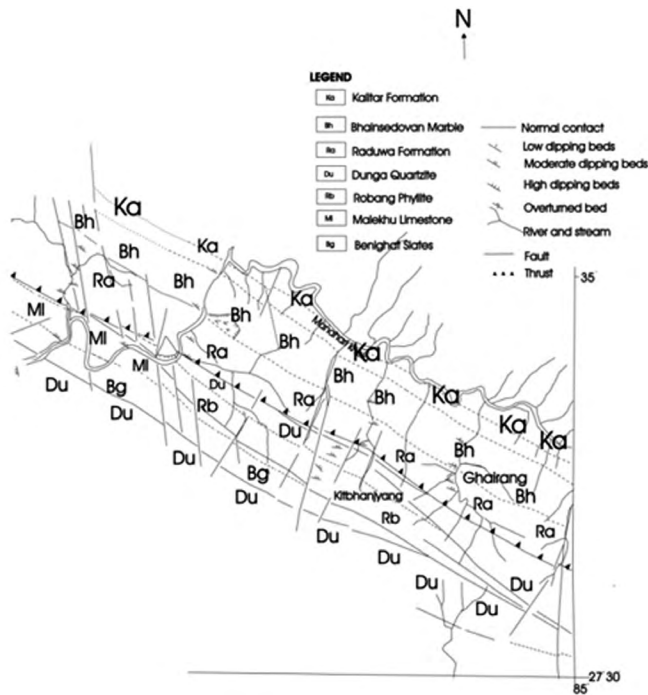 N
LEGEND
Ka Kalitar Formation
Bh Bhainsedovan Marble
Ra Raduwa Formation
Du Dunga Quartzite
Rb Robang Phyllite
Ml Malekhu Limestone
Bg Benighat Slates
Normal contact
Low dipping beds
Moderate dipping beds
High dipping beds
Overturned bed
River and stream
Fault
Thrust
35
Ka
Bh
Ka
Bh
Ra
Bh
Ka
Ml
Bh
Bh
Manahari
Ka
Ml
Ml
Ra
Bh
Ka
Du
Bg
Du
Ra
Bh
Ka
Du
Rb
Du
Ka
Bh
Du
Bg
Ra
Ghairang
Du
Kitbhanjyang
Ra
Bh
Rb
Ra
Du
Du
Du
Du
Du
27 30
85